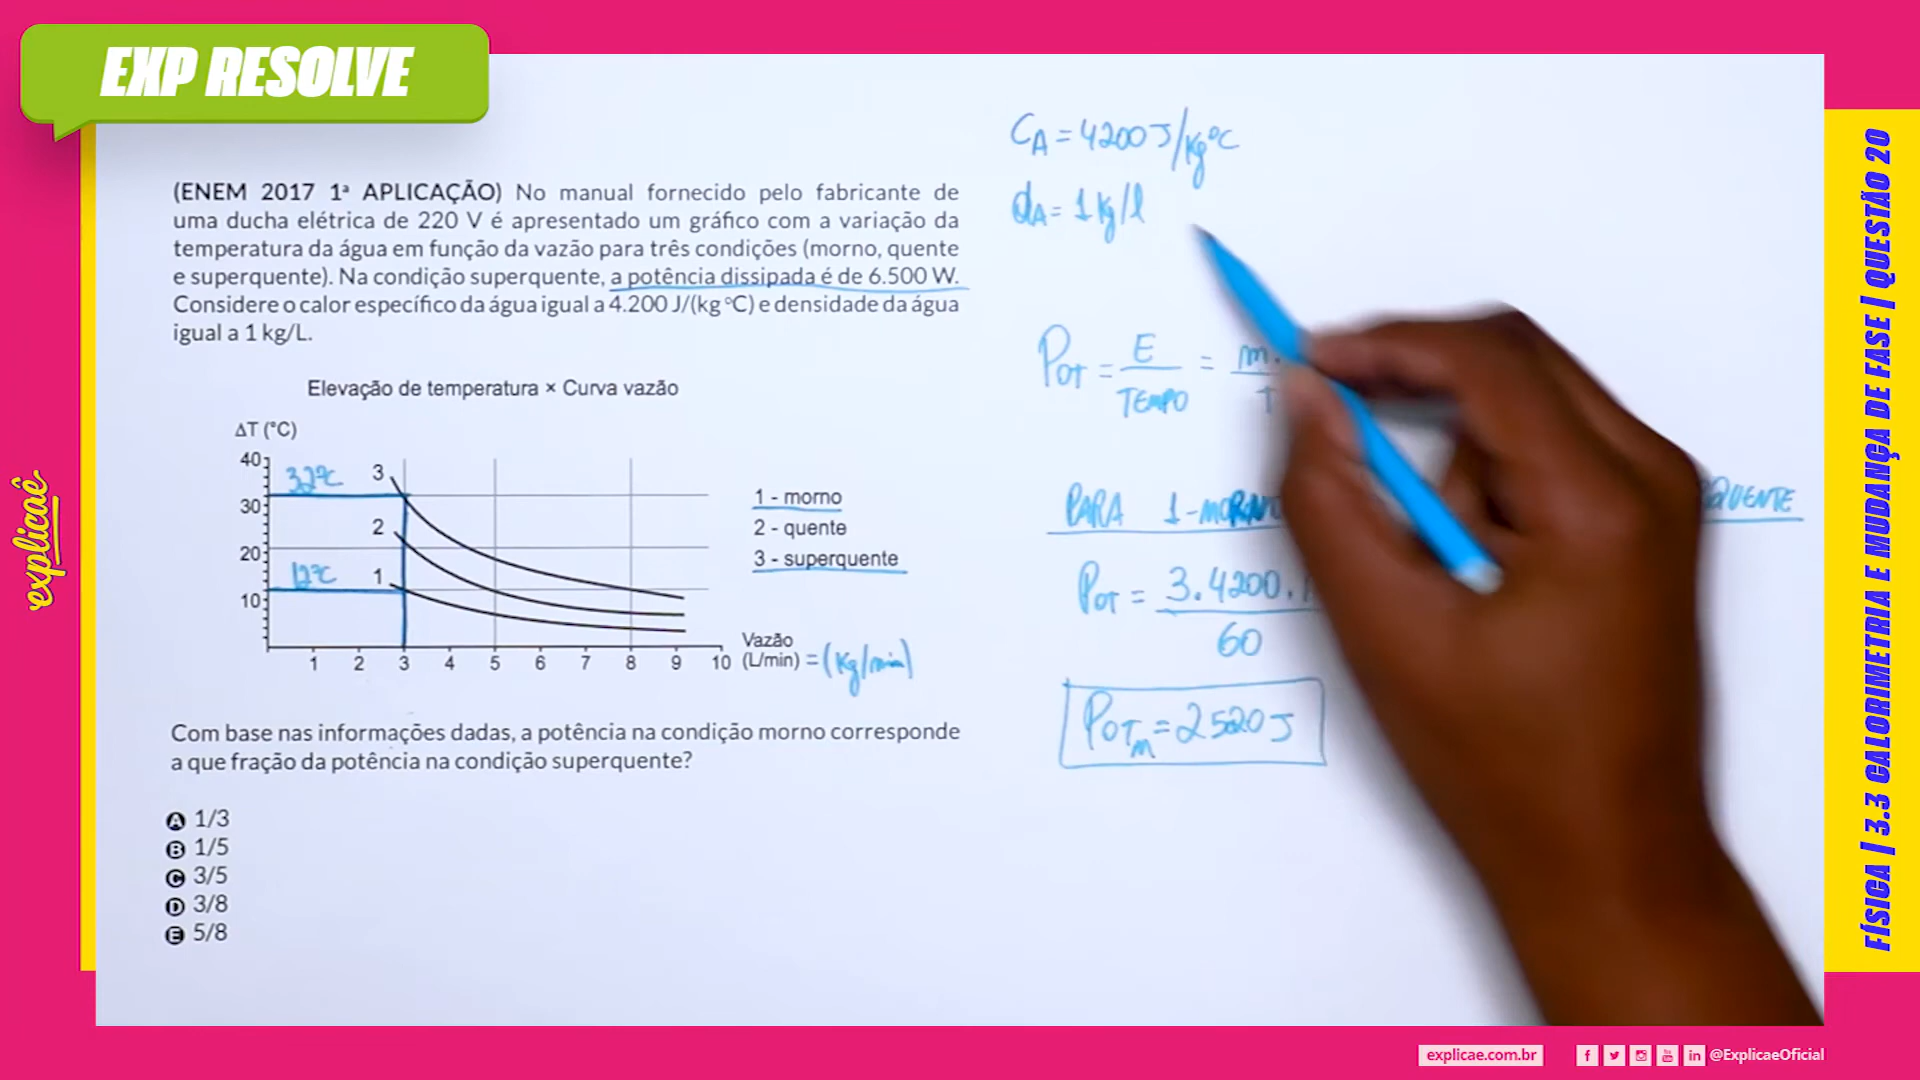 EXP RESOLVE
(ENEM 2017 1ª APLICAÇÃO) No manual fornecido pelo fabricante de
uma ducha elétrica de 220 V é apresentado um gráfico com a variação da
temperatura da água em função da vazão para três condições (morno, quente
e superquente). Na condição superquente, a potência dissipada é de 6.500 W.
Considere o calor específico da água igual a 4.200 J/(kg ºC) e densidade da água
igual a 1 kg/L.
Elevação de temperatura × Curva vazão
ΔT (°C)
40
32°C
3
30
2
20
12°C
1
10
1 2 3 4 5 6 7 8 9 10
Vazão
(L/min) = (Kg/min)
1 - morno
2 - quente
3 - superquente
Com base nas informações dadas, a potência na condição morno corresponde
a que fração da potência na condição superquente?
A 1/3
B 1/5
C 3/5
D 3/8
E 5/8
CA = 4200 J/Kg°C
dA = 1 Kg/l
POT = E / TEMPO = m.
PARA 1-MORNO
QUENTE
POT = 3.4200.
60
POTM = 2520 J
explicaê
FÍSICA | 3.3 CALORIMETRIA E MUDANÇA DE FASE | QUESTÃO 20
explicae.com.br
@ExplicaeOficial